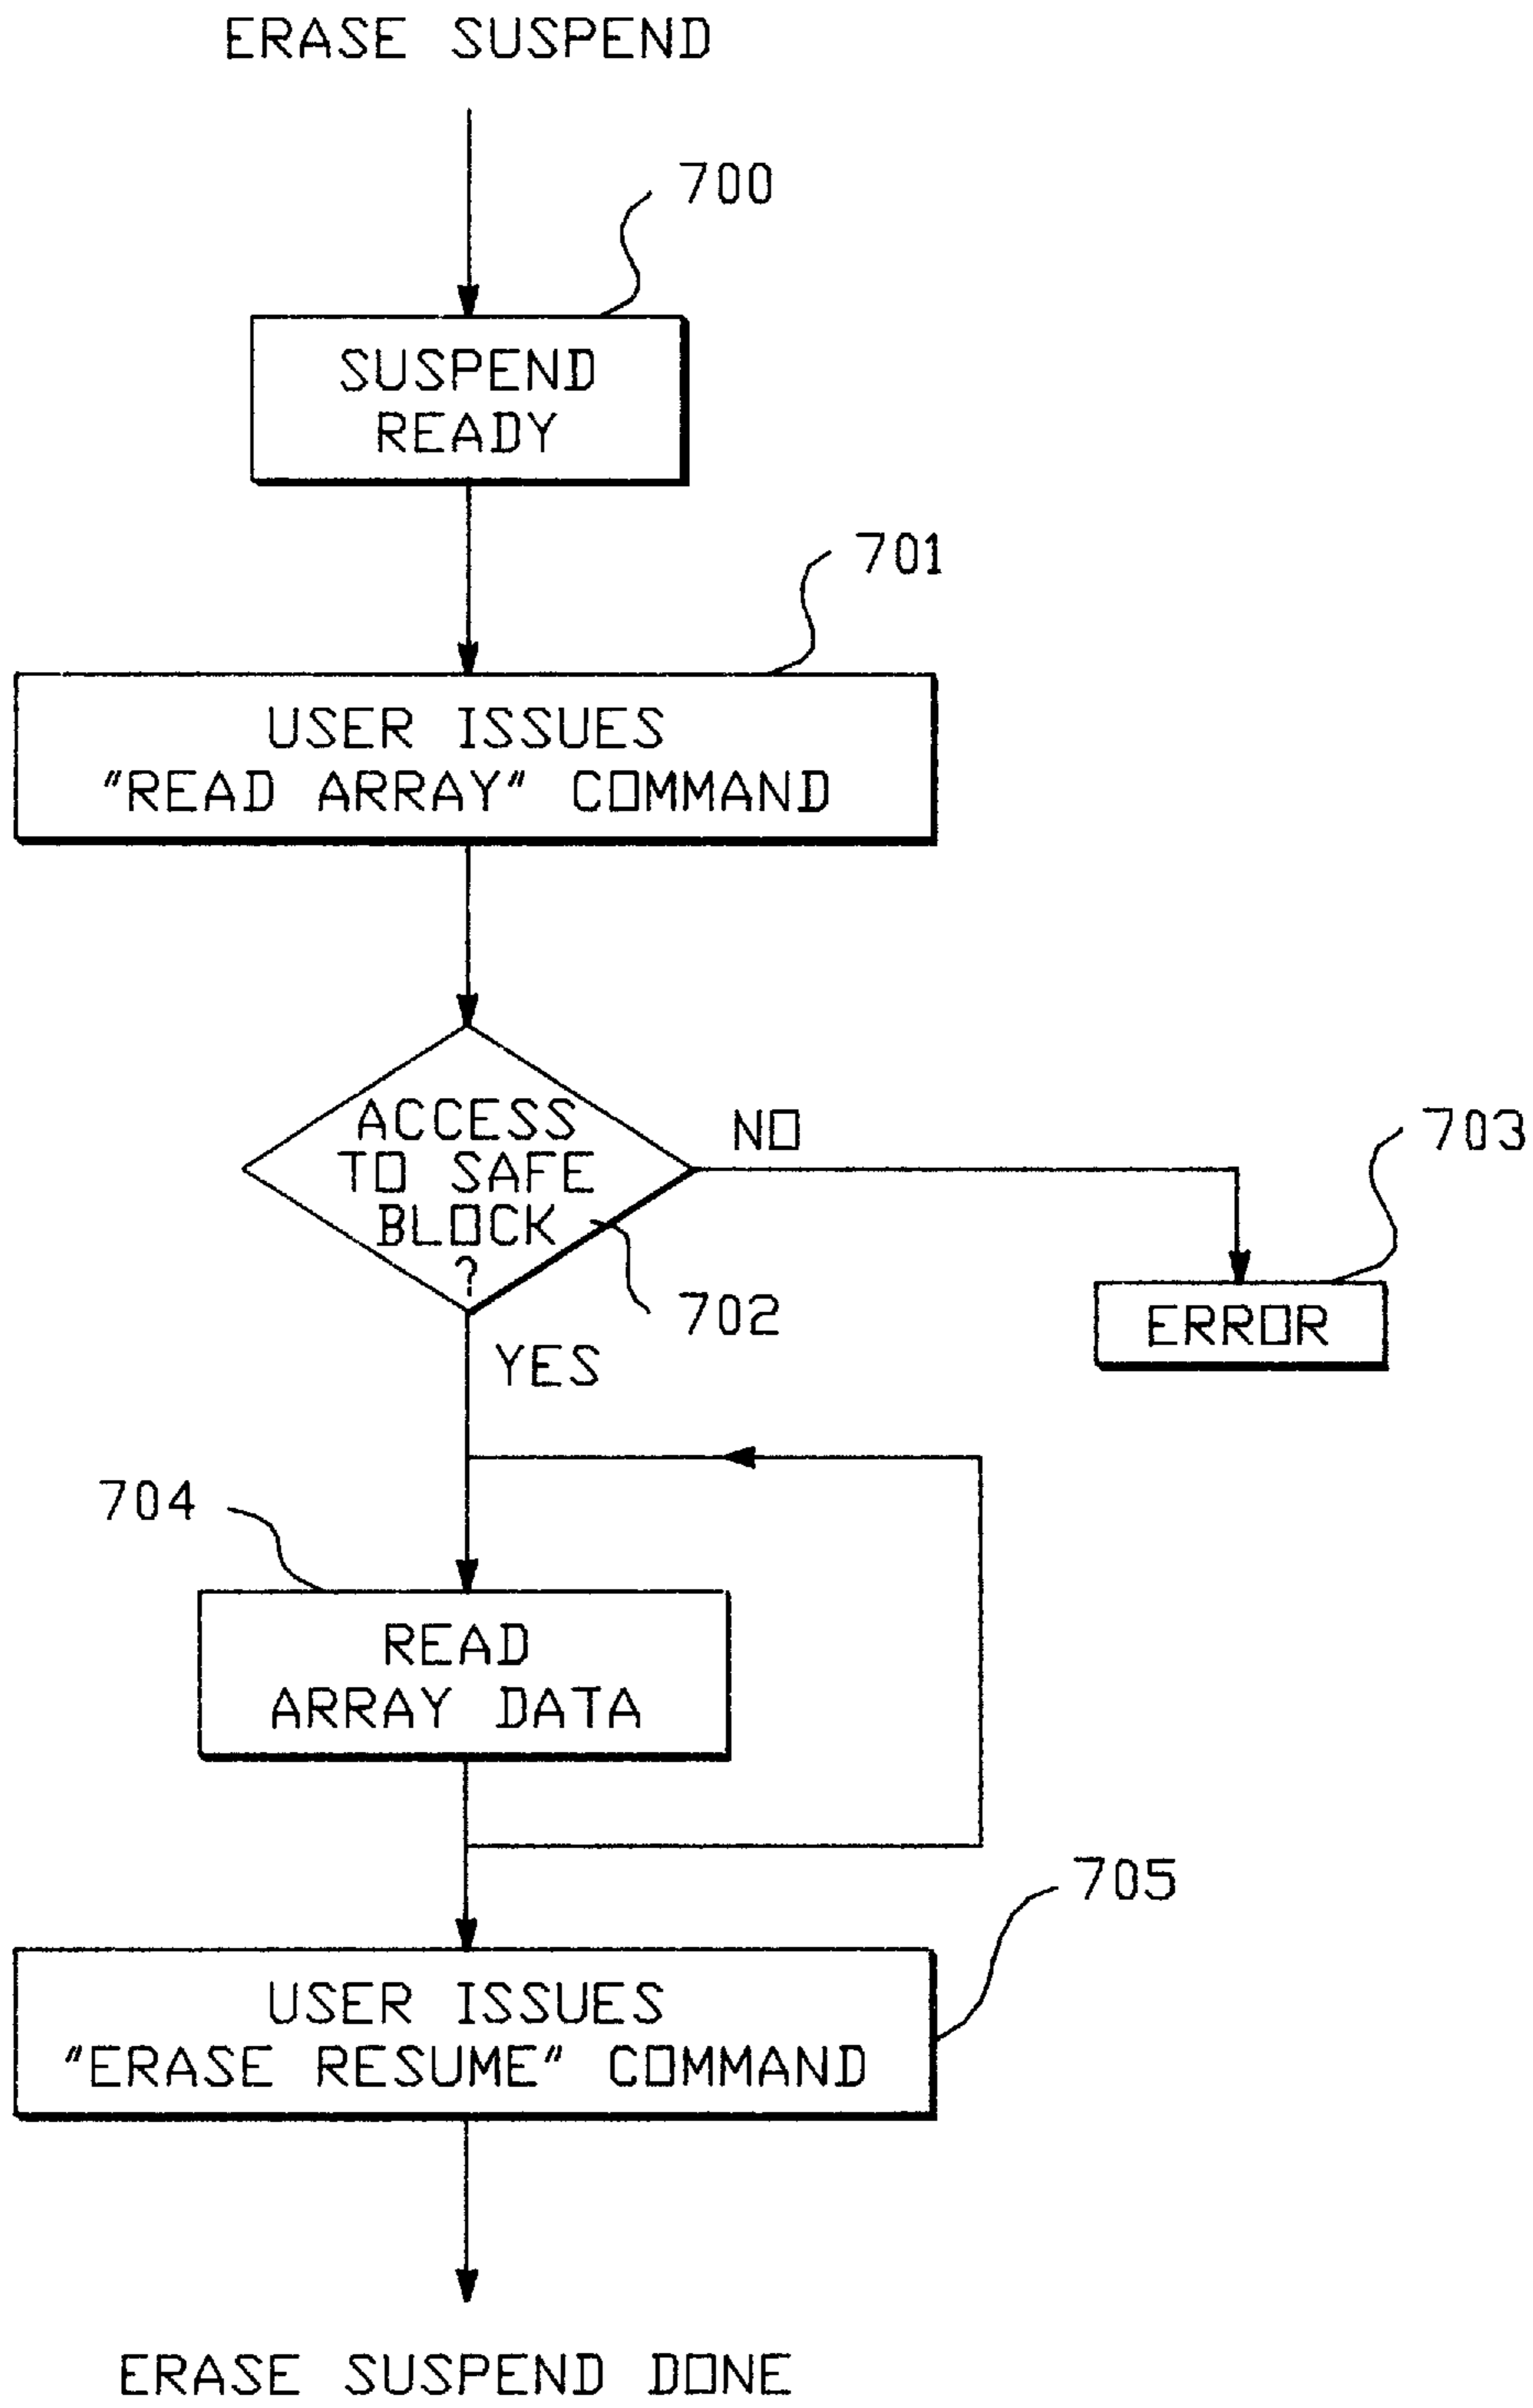 ERASE SUSPEND
700
SUSPEND
READY
701
USER ISSUES
"READ ARRAY" COMMAND
ACCESS
TO SAFE
BLOCK
?
NO
703
702
ERROR
YES
704
READ
ARRAY DATA
705
USER ISSUES
"ERASE RESUME" COMMAND
ERASE SUSPEND DONE